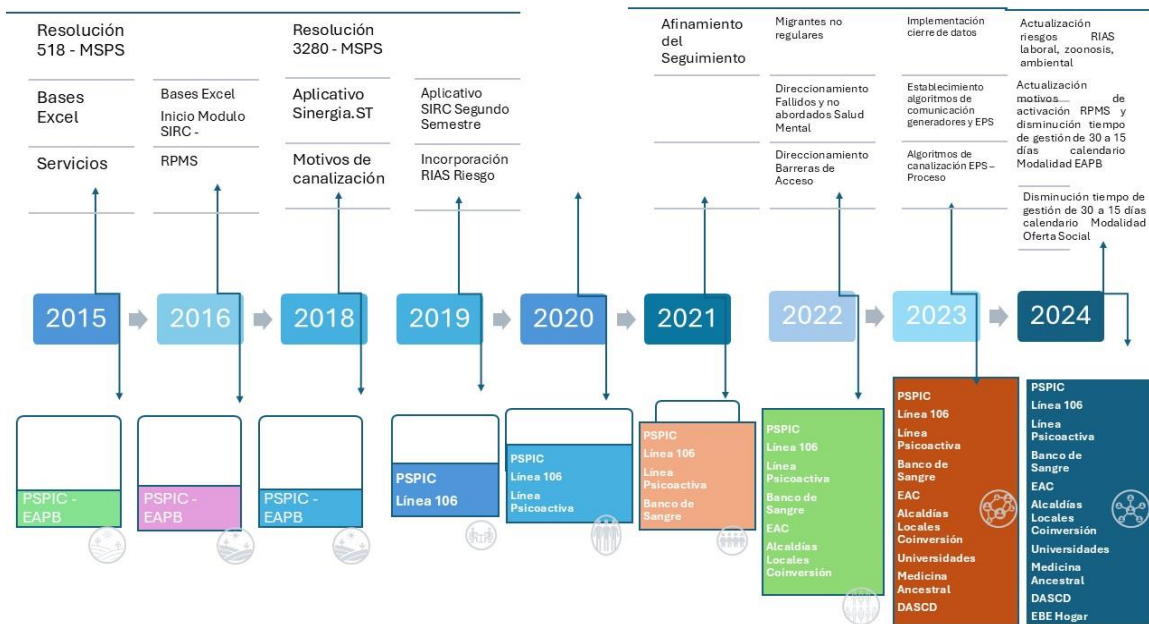 Resolución
518 - MSPS
Bases
Excel
Servicios
Bases Excel
Inicio Modulo
SIRC -
RPMS
Resolución
3280 - MSPS
Aplicativo
Sinergia.ST
Motivos de
canalización
Aplicativo
SIRC Segundo
Semestre
Incorporación
RIAS Riesgo
Afinamiento
del
Seguimiento
Migrantes no
regulares
Direccionamiento
Fallidos y no
abordados Salud
Mental
Direccionamiento
Barreras de
Acceso
Implementación
cierre de datos
Establecimiento
algoritmos de
comunicación
generadores y EPS
Algoritmos de
canalización EPS –
Proceso
Actualización
riesgos RIAS
laboral, zoonosis,
ambiental
Actualización
motivos de
activación RPMS y
disminución tiempo
de gestión de 30 a 15
días calendario
Modalidad EAPB
Disminución tiempo de
gestión de 30 a 15 días
calendario Modalidad
Oferta Social
2015
2016
2018
2019
2020
2021
2022
2023
2024
PSPIC -
EAPB
PSPIC -
EAPB
PSPIC -
EAPB
PSPIC
Línea 106
PSPIC
Línea 106
Línea
Psicoactiva
PSPIC
Línea 106
Línea
Psicoactiva
Banco de
Sangre
PSPIC
Línea 106
Línea
Psicoactiva
Banco de
Sangre
EAC
Alcaldías
Locales
Coinversión
PSPIC
Línea 106
Línea
Psicoactiva
Banco de
Sangre
EAC
Alcaldías
Locales
Coinversión
Universidades
Medicina
Ancestral
DASCD
PSPIC
Línea 106
Línea
Psicoactiva
Banco de
Sangre
EAC
Alcaldías
Locales
Coinversión
Universidades
Medicina
Ancestral
DASCD
EBE Hogar